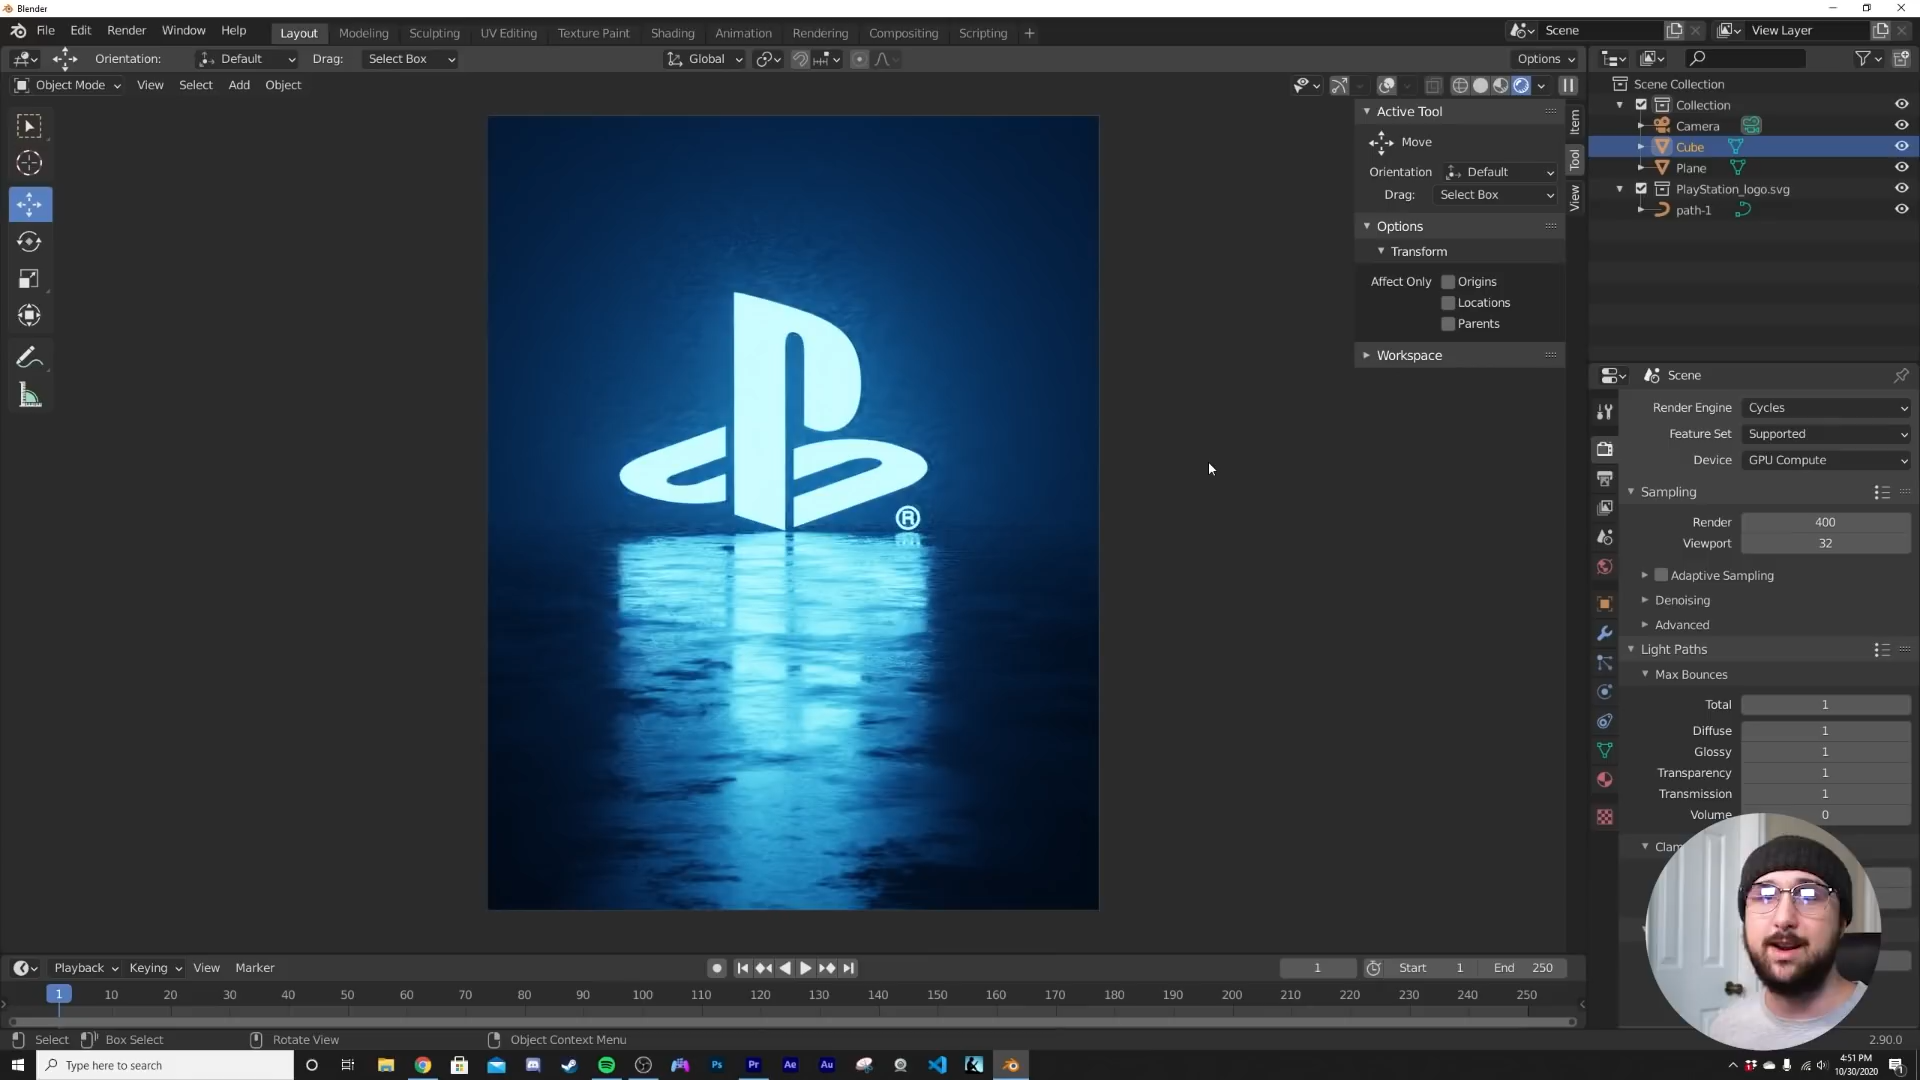 Blender
File Edit Render Window Help Layout Modeling Sculpting UV Editing Texture Paint Shading Animation Rendering Compositing Scripting + Scene View Layer
Orientation: Default Drag: Select Box Global Options
Object Mode View Select Add Object
Active Tool
Move
Orientation Default
Drag: Select Box
Options
Transform
Affect Only Origins
Locations
Parents
Workspace
Item
Tool
View
Scene Collection
Collection
Camera
Cube
Plane
PlayStation_logo.svg
path-1
Scene
Render Engine Cycles
Feature Set Supported
Device GPU Compute
Sampling
Render 400
Viewport 32
Adaptive Sampling
Denoising
Advanced
Light Paths
Max Bounces
Total 1
Diffuse 1
Glossy 1
Transparency 1
Transmission 1
Volume 0
Clam
®
Playback Keying View Marker 1 Start 1 End 250
1 10 20 30 40 50 60 70 80 90 100 110 120 130 140 150 160 170 180 190 200 210 220 230 240 250
Select Box Select Rotate View Object Context Menu 2.90.0
Type here to search Ps Pr Ae Au 4:51 PM
10/30/2020